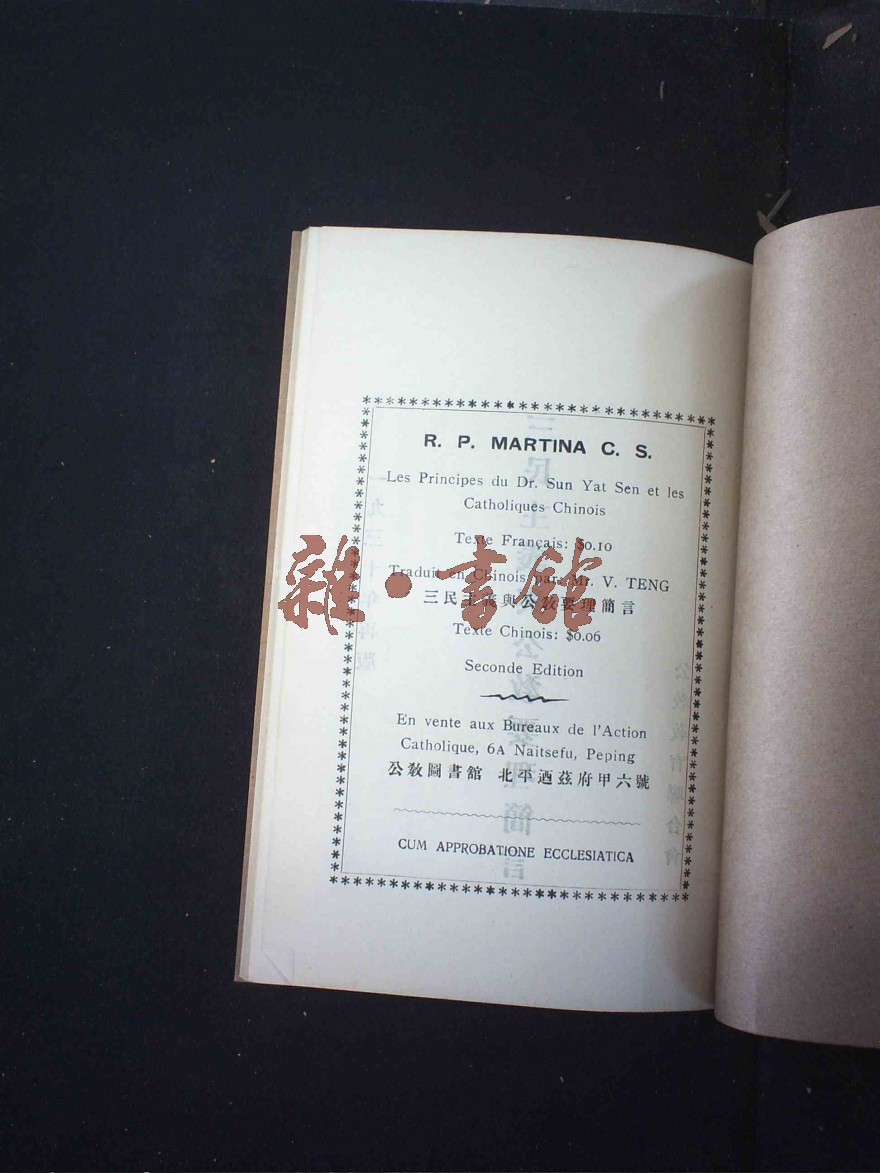 R. P. MARTINA C. S.
Les Principes du Dr. Sun Yat Sen et les
Catholiques Chinois
Texte Français: $0.10
Traduit en Chinois par Mr. V. TENG
三民主義與公敎要理簡言
Texte Chinois: $0.06
Seconde Edition
En vente aux Bureaux de l'Action
Catholique, 6A Naitsefu, Peping
公敎圖書館 北平迺茲府甲六號
CUM APPROBATIONE ECCLESIATICA
雜·書館